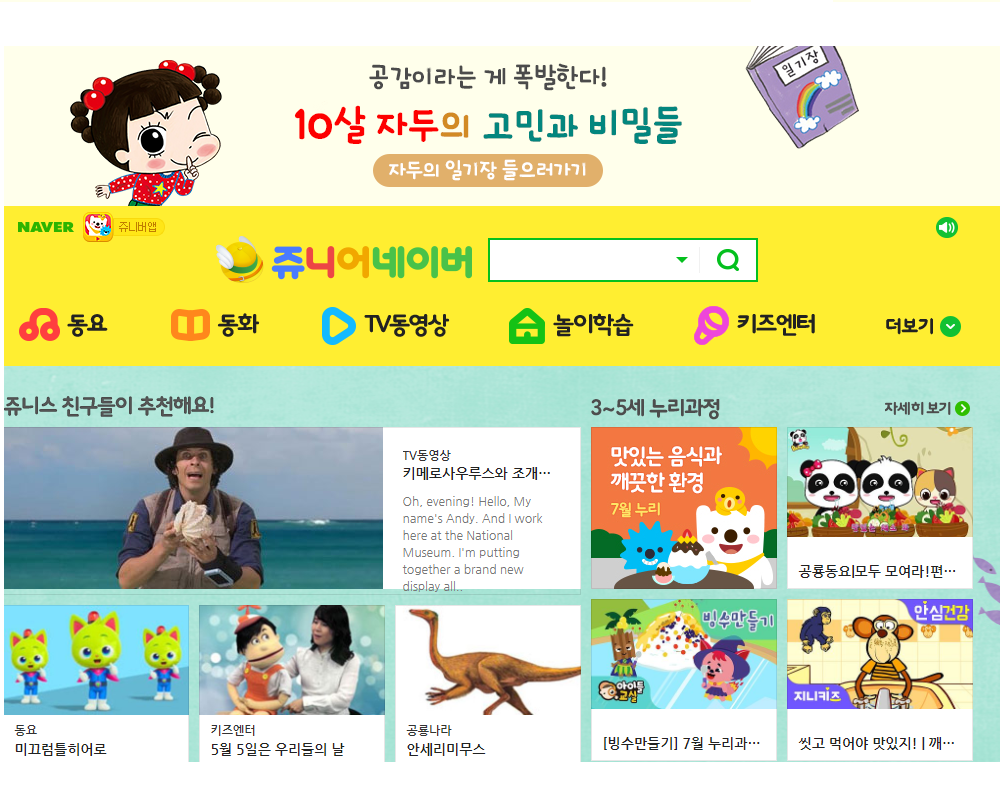 공감이라는 게 폭발한다!
10살 자두의 고민과 비밀들
자두의 일기장 들으러가기
일기장
NAVER 쥬니버앱
쥬니어네이버
동요 동화 TV동영상 놀이학습 키즈엔터 더보기
쥬니스 친구들이 추천해요!
TV동영상
키메로사우루스와 조개…
Oh, evening! Hello, My
name's Andy. And I work
here at the National
Museum. I'm putting
together a brand new
display all..
동요
미끄럼틀히어로
키즈엔터
5월 5일은 우리들의 날
공룡나라
안세리미무스
3~5세 누리과정 자세히 보기
맛있는 음식과
깨끗한 환경
7월 누리
공룡동요|모두 모여라!편…
빙수만들기
아이들
교실
[빙수만들기] 7월 누리과…
안심건강
지니키즈
씻고 먹어야 맛있지! | 깨…